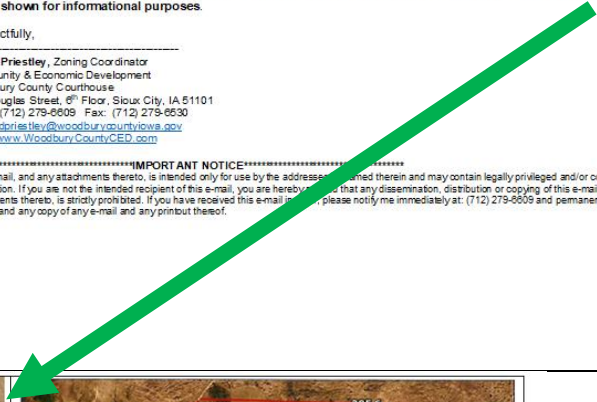 shown for informational purposes.
ctfully,
Priestley, Zoning Coordinator
unity & Economic Development
ury County Courthouse
uglas Street, 6th Floor, Sioux City, IA 51101
(712) 279-6609 Fax: (712) 279-6530
dpriestley@woodburycountyiowa.gov
www.WoodburyCountyCED.com
IMPORTANT NOTICE
ail, and any attachments thereto, is intended only for use by the addressee named therein and may contain legally privileged and/or co
tion. If you are not the intended recipient of this e-mail, you are hereby that any dissemination, distribution or copying of this e-mail
ents thereto, is strictly prohibited. If you have received this e-mail in please notify me immediately at: (712) 279-6609 and permanen
and any copy of any e-mail and any printout thereof.